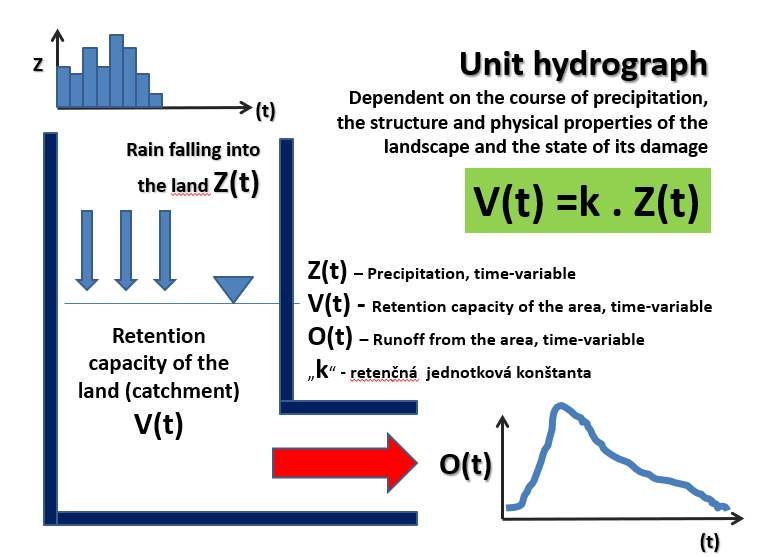 Z
(t)
Unit hydrograph
Dependent on the course of precipitation,
the structure and physical properties of the
landscape and the state of its damage
Rain falling into
the land Z(t)
V(t) =k . Z(t)
Z(t) – Precipitation, time-variable
V(t) - Retention capacity of the area, time-variable
O(t) – Runoff from the area, time-variable
„k“ - retenčná jednotková konštanta
Retention
capacity of the
land (catchment)
V(t)
O(t)
(t)